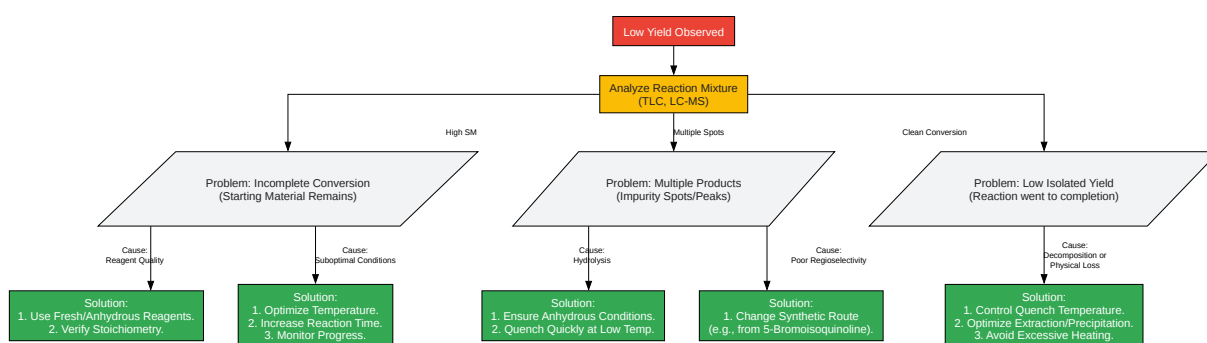 Low Yield Observed
Analyze Reaction Mixture
(TLC, LC-MS)
High SM
Multiple Spots
Clean Conversion
Problem: Incomplete Conversion
(Starting Material Remains)
Problem: Multiple Products
(Impurity Spots/Peaks)
Problem: Low Isolated Yield
(Reaction went to completion)
Cause:
Reagent Quality
Cause:
Suboptimal Conditions
Cause:
Hydrolysis
Cause:
Poor Regioselectivity
Cause:
Decomposition or
Physical Loss
Solution:
1. Use Fresh/Anhydrous Reagents.
2. Verify Stoichiometry.
Solution:
1. Optimize Temperature.
2. Increase Reaction Time.
3. Monitor Progress.
Solution:
1. Ensure Anhydrous Conditions.
2. Quench Quickly at Low Temp.
Solution:
1. Change Synthetic Route
(e.g., from 5-Bromoisoquinoline).
Solution:
1. Control Quench Temperature.
2. Optimize Extraction/Precipitation.
3. Avoid Excessive Heating.